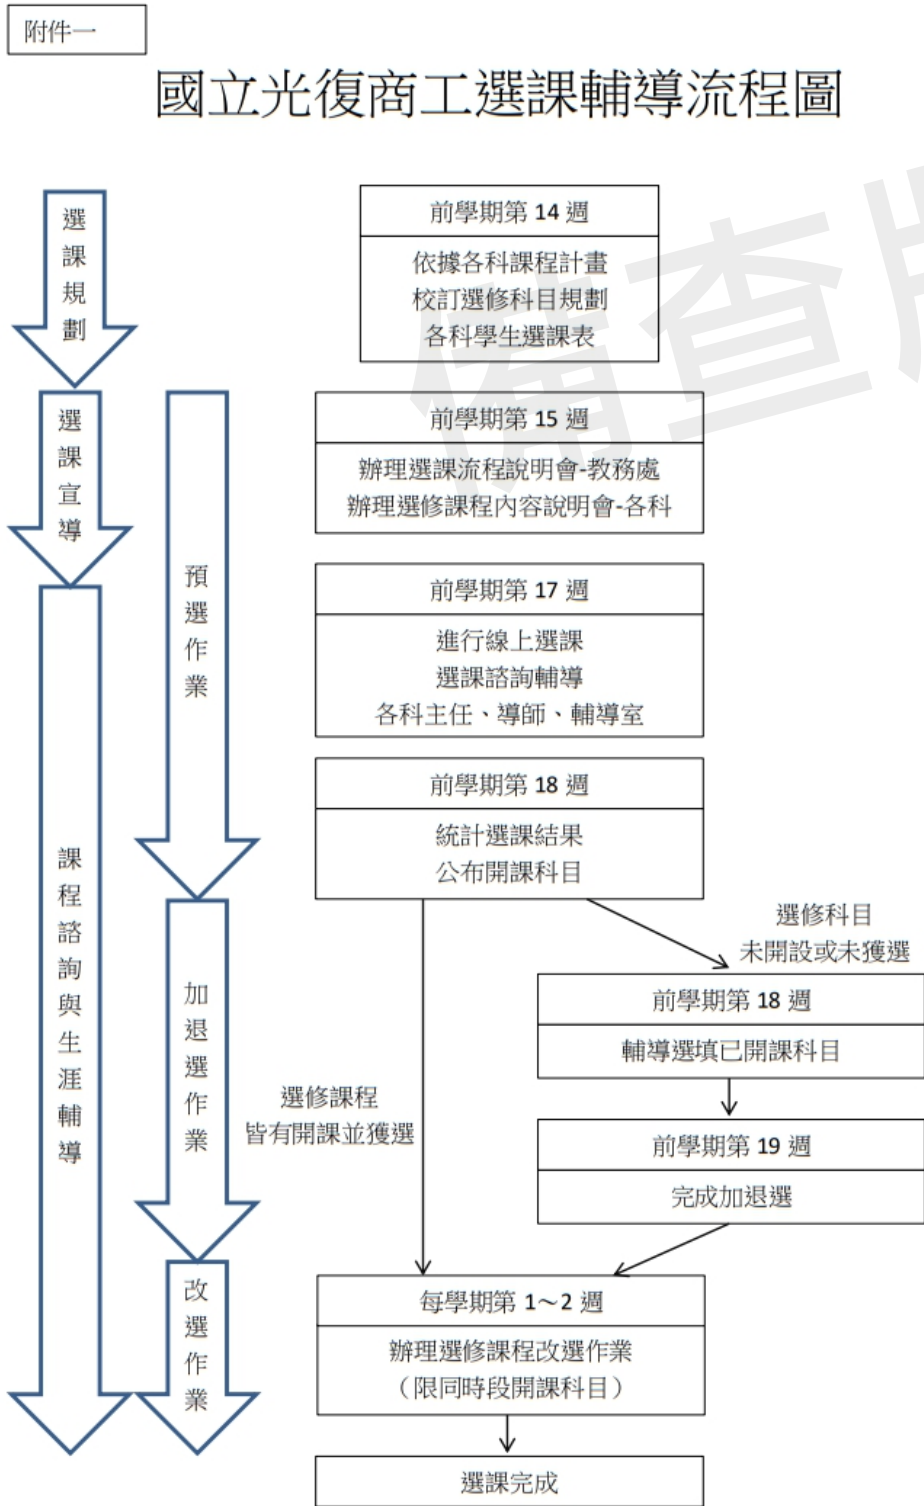 附件一
國立光復商工選課輔導流程圖
選課規劃
前學期第 14 週
依據各科課程計畫
校訂選修科目規劃
各科學生選課表
備查版
選課宣導
預選作業
前學期第 15 週
辦理選課流程說明會-教務處
辦理選修課程內容說明會-各科
前學期第 17 週
進行線上選課
選課諮詢輔導
各科主任、導師、輔導室
前學期第 18 週
統計選課結果
公布開課科目
課程諮詢與生涯輔導
加退選作業
選修科目
未開設或未獲選
前學期第 18 週
輔導選填已開課科目
選修課程
皆有開課並獲選
前學期第 19 週
完成加退選
改選作業
每學期第 1～2 週
辦理選修課程改選作業
（限同時段開課科目）
選課完成